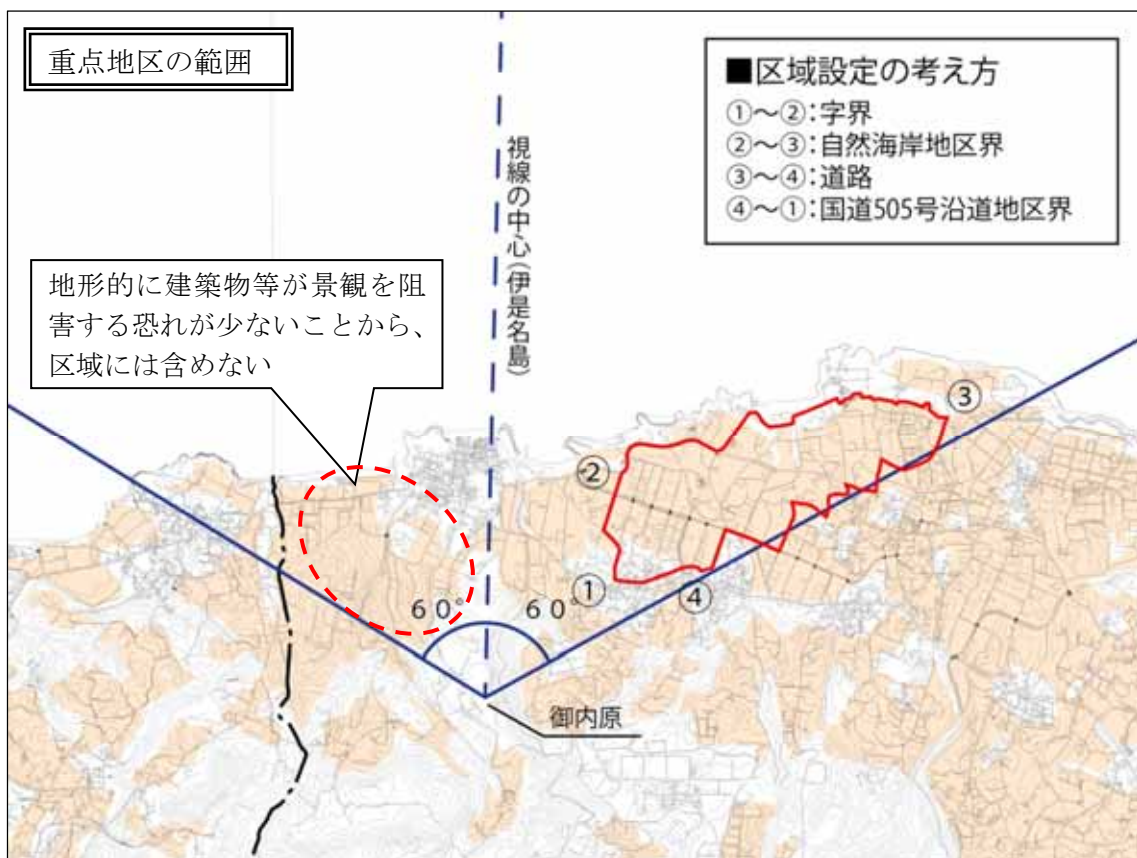 重点地区の範囲
■区域設定の考え方
①～②:字界
②～③:自然海岸地区界
③～④:道路
④～①:国道505号沿道地区界
視線の中心(伊是名島)
地形的に建築物等が景観を阻
害する恐れが少ないことから、
区域には含めない
③
②
①
④
60°
60°
御内原